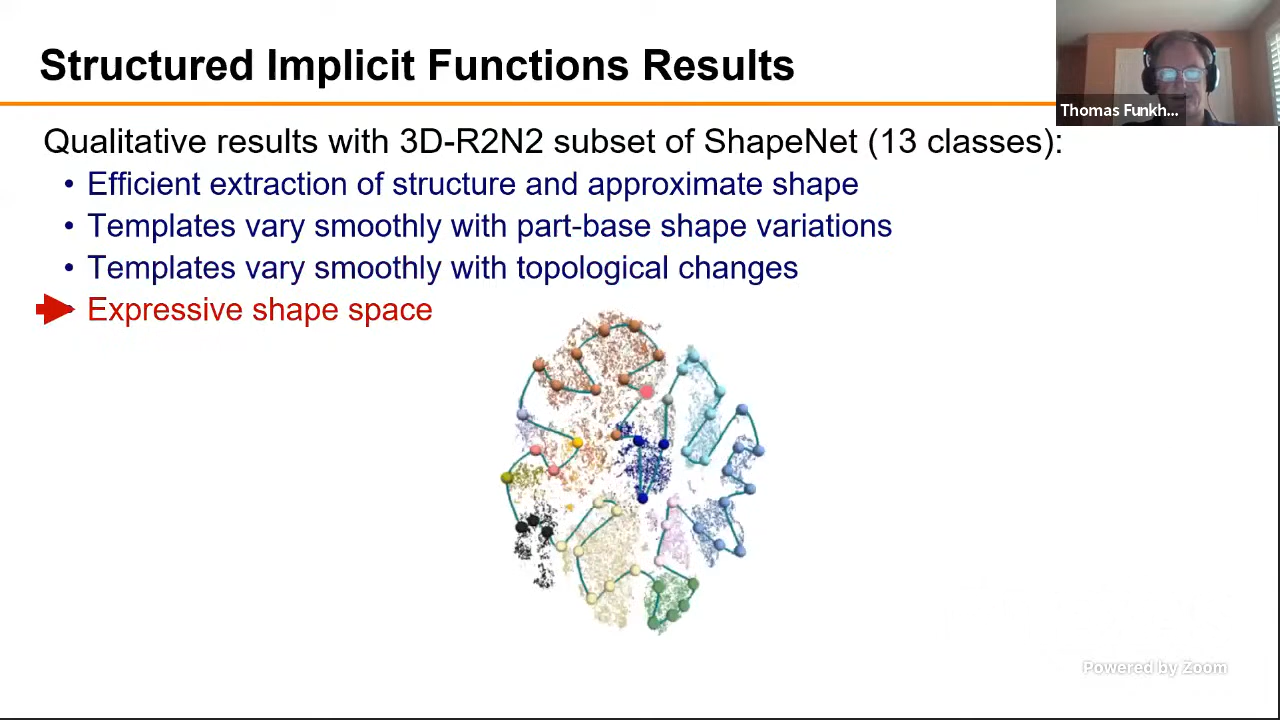 Structured Implicit Functions Results
Thomas Funkh...
Qualitative results with 3D-R2N2 subset of ShapeNet (13 classes):
• Efficient extraction of structure and approximate shape
• Templates vary smoothly with part-base shape variations
• Templates vary smoothly with topological changes
Expressive shape space
Powered by Zoom